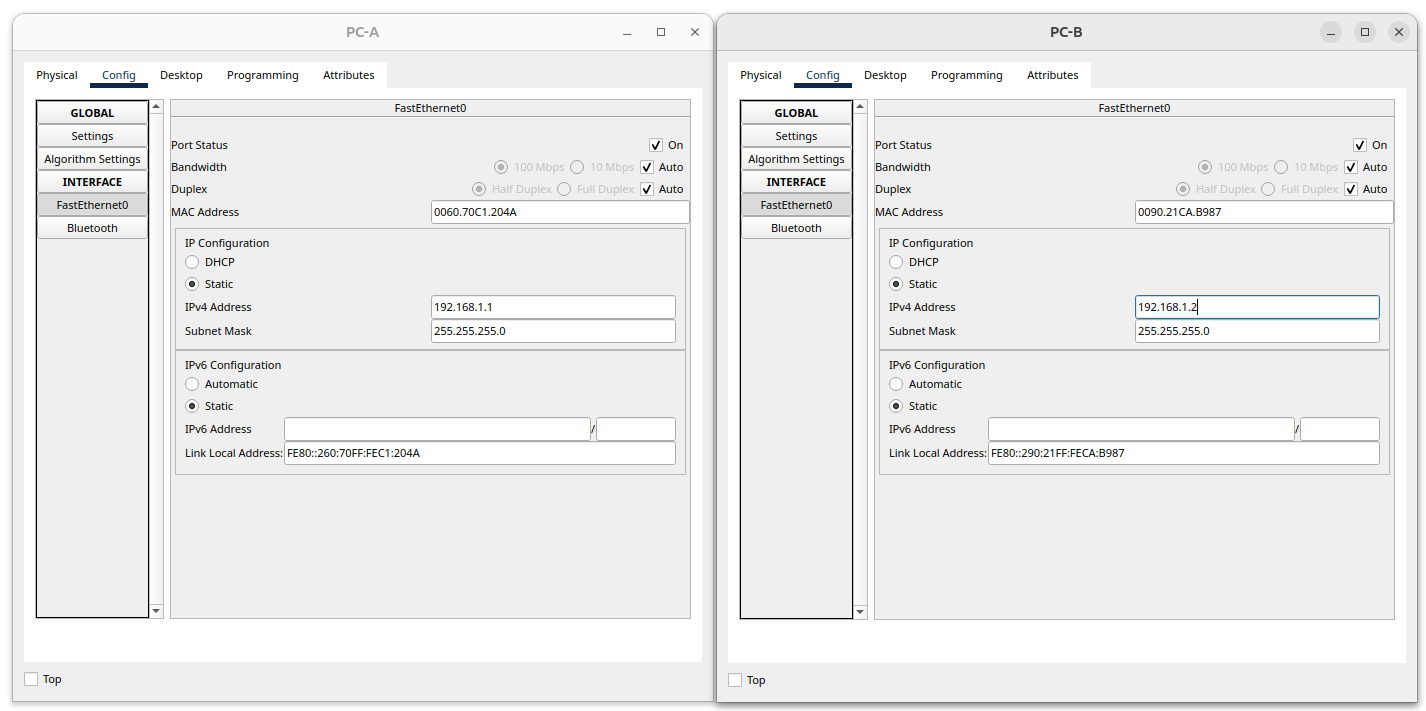 PC-A
Physical Config Desktop Programming Attributes
GLOBAL
Settings
Algorithm Settings
INTERFACE
FastEthernet0
Bluetooth
FastEthernet0
Port Status On
Bandwidth 100 Mbps 10 Mbps Auto
Duplex Half Duplex Full Duplex Auto
MAC Address 0060.70C1.204A
IP Configuration
DHCP
Static
IPv4 Address 192.168.1.1
Subnet Mask 255.255.255.0
IPv6 Configuration
Automatic
Static
IPv6 Address /
Link Local Address: FE80::260:70FF:FEC1:204A
Top
PC-B
Physical Config Desktop Programming Attributes
GLOBAL
Settings
Algorithm Settings
INTERFACE
FastEthernet0
Bluetooth
FastEthernet0
Port Status On
Bandwidth 100 Mbps 10 Mbps Auto
Duplex Half Duplex Full Duplex Auto
MAC Address 0090.21CA.B987
IP Configuration
DHCP
Static
IPv4 Address 192.168.1.2
Subnet Mask 255.255.255.0
IPv6 Configuration
Automatic
Static
IPv6 Address /
Link Local Address: FE80::290:21FF:FECA:B987
Top